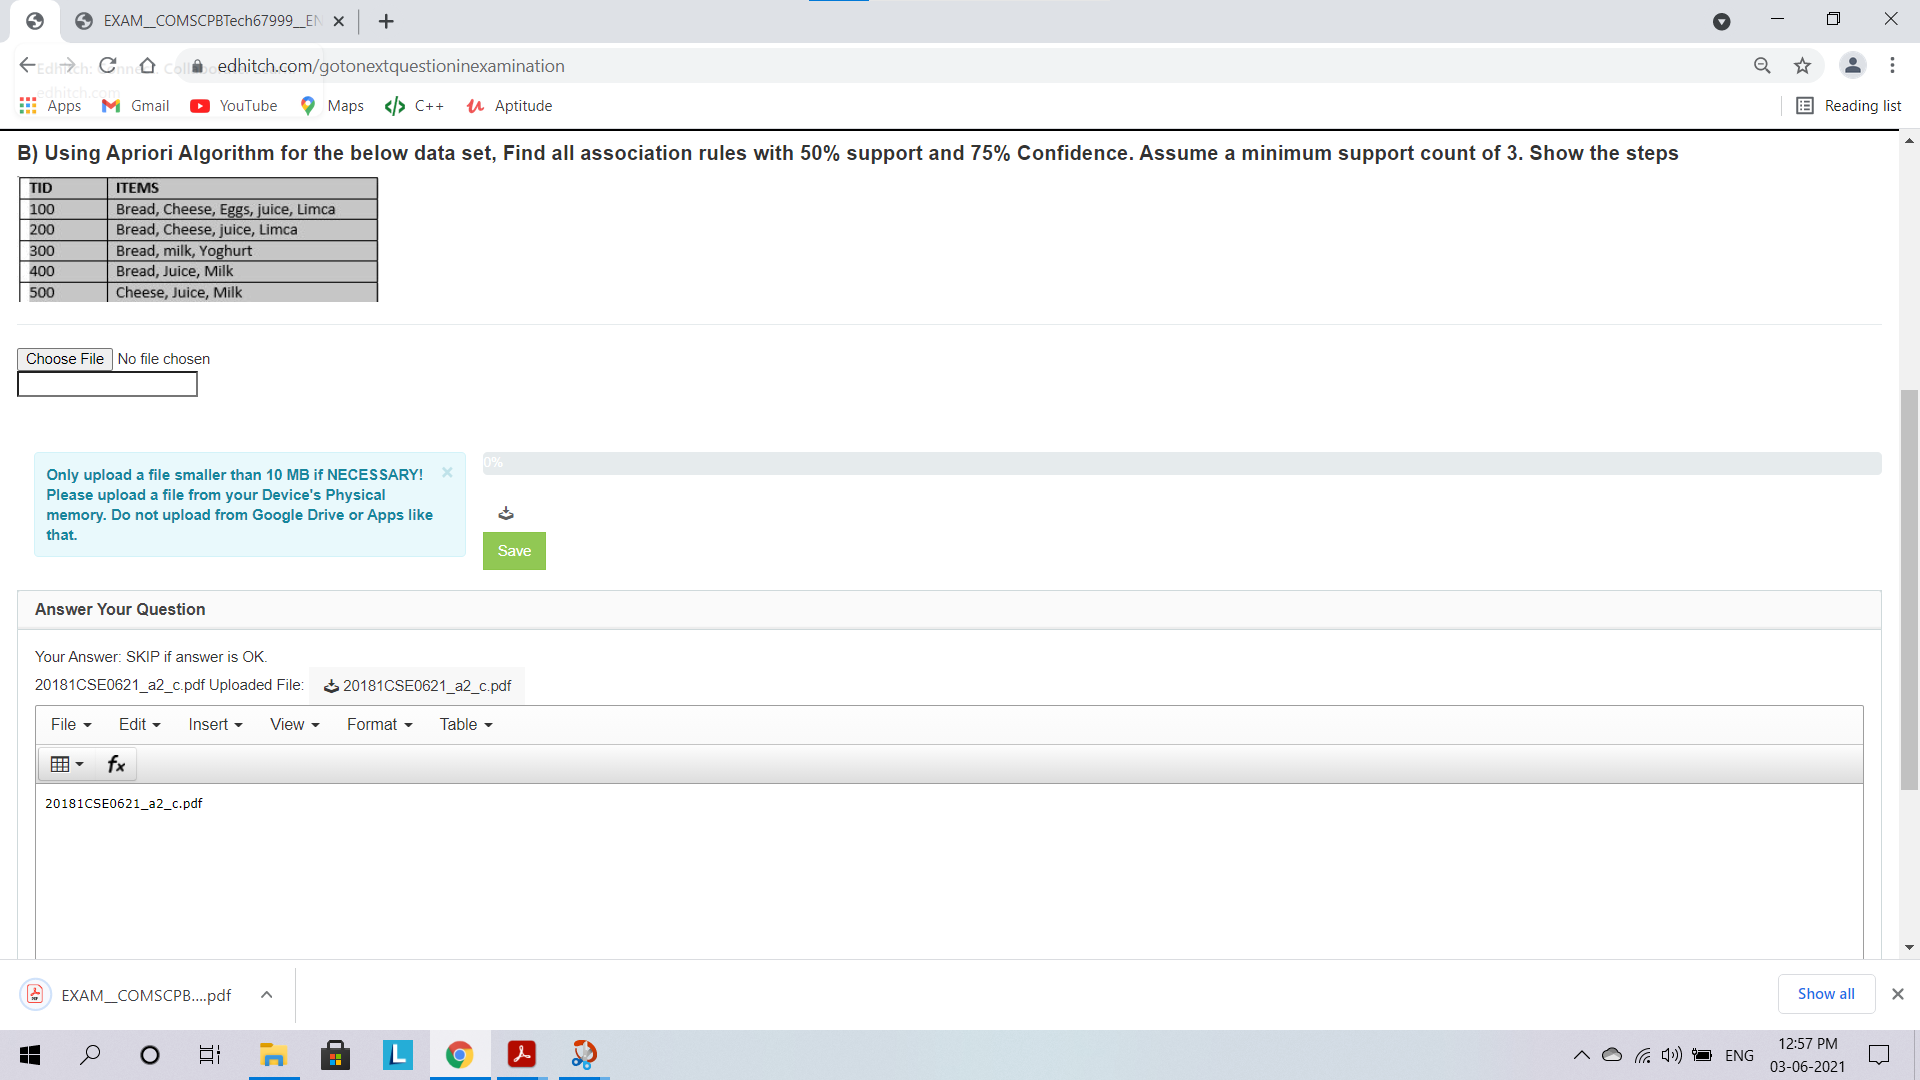 EXAM__COMSCPBTech67999__EN
edhitch.com/gotonextquestioninexamination
Apps Gmail YouTube Maps C++ Aptitude Reading list
B) Using Apriori Algorithm for the below data set, Find all association rules with 50% support and 75% Confidence. Assume a minimum support count of 3. Show the steps
TID ITEMS
100 Bread, Cheese, Eggs, juice, Limca
200 Bread, Cheese, juice, Limca
300 Bread, milk, Yoghurt
400 Bread, Juice, Milk
500 Cheese, Juice, Milk
Choose File No file chosen
Only upload a file smaller than 10 MB if NECESSARY!
Please upload a file from your Device's Physical
memory. Do not upload from Google Drive or Apps like
that.
0%
Save
Answer Your Question
Your Answer: SKIP if answer is OK.
20181CSE0621_a2_c.pdf Uploaded File: 20181CSE0621_a2_c.pdf
File Edit Insert View Format Table
fx
20181CSE0621_a2_c.pdf
EXAM__COMSCPB....pdf Show all
ENG 12:57 PM
03-06-2021